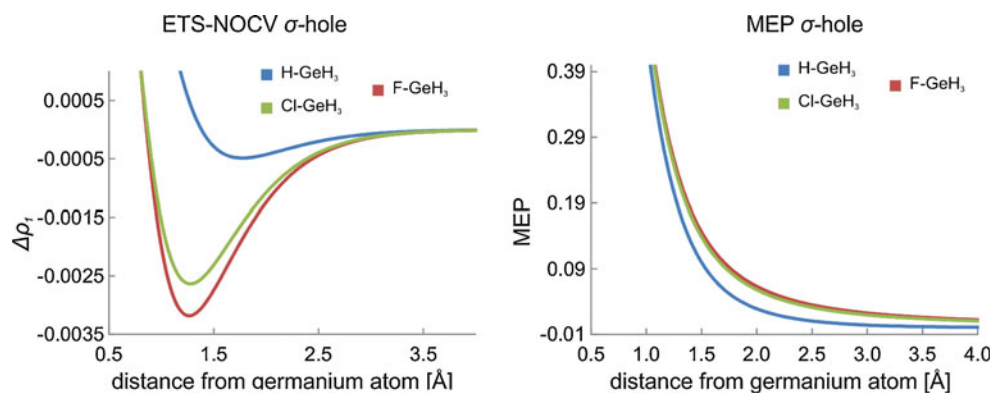 ETS-NOCV σ-hole
H-GeH₃
F-GeH₃
Cl-GeH₃
0.0005
-0.0005
-0.0015
-0.0025
-0.0035
Δρ₁
0.5 1.5 2.5 3.5
distance from germanium atom [Å]
MEP σ-hole
H-GeH₃
F-GeH₃
Cl-GeH₃
0.39
0.29
0.19
0.09
-0.01
MEP
0.5 1.0 1.5 2.0 2.5 3.0 3.5 4.0
distance from germanium atom [Å]